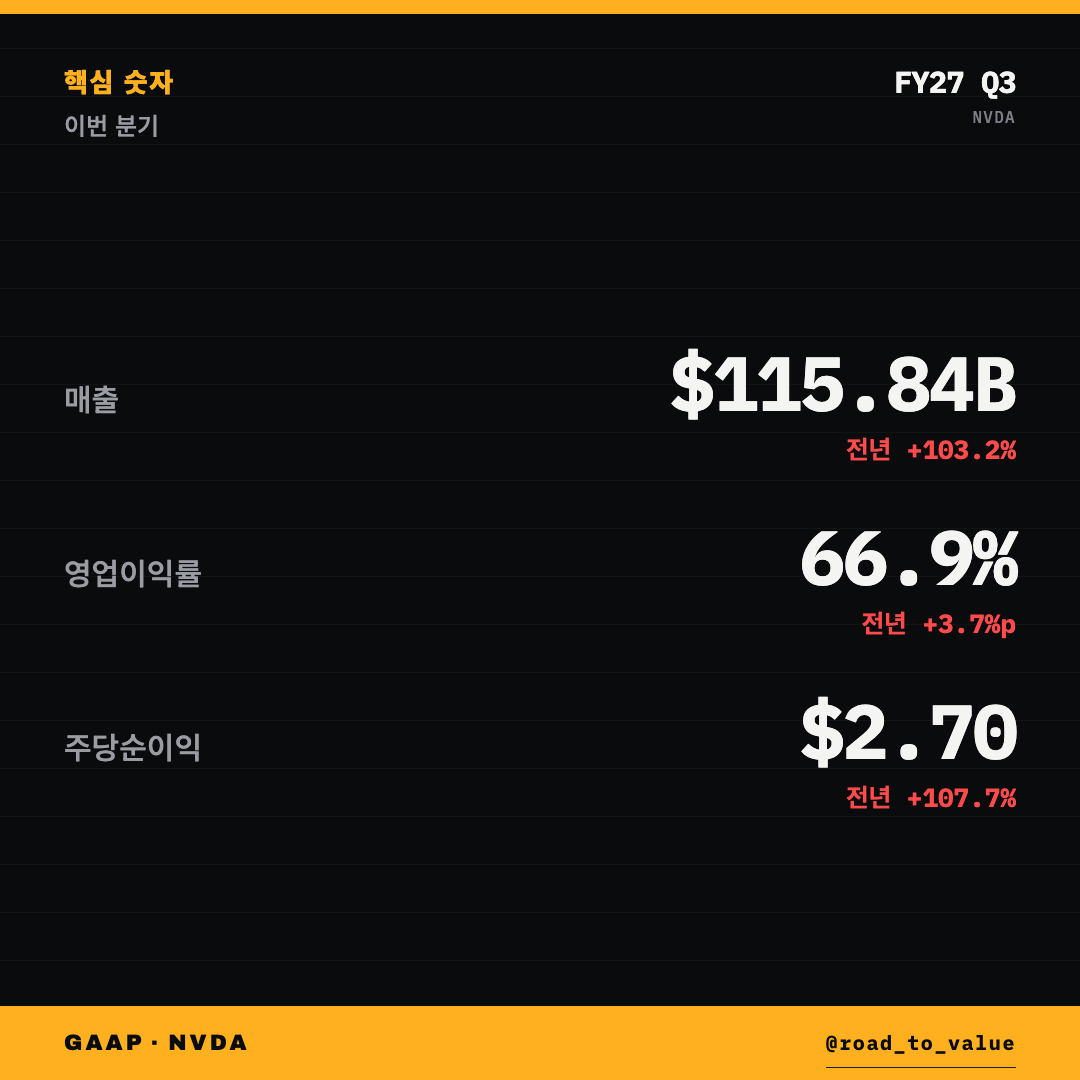 핵심 숫자
FY27 Q3
이번 분기
NVDA
매출
$115.84B
전년 +103.2%
영업이익률
66.9%
전년 +3.7%p
주당순이익
$2.70
전년 +107.7%
GAAP · NVDA
@road_to_value